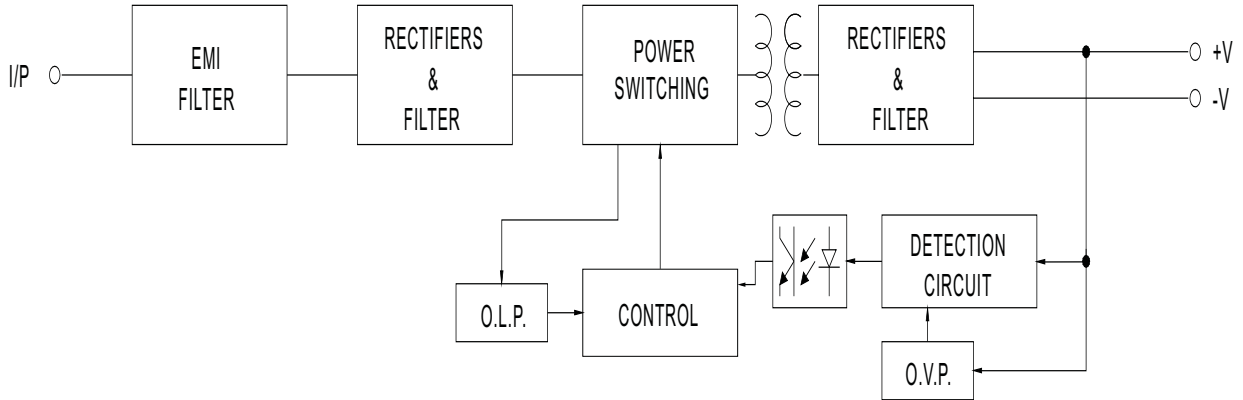 I/P
EMI
FILTER
RECTIFIERS
&
FILTER
POWER
SWITCHING
RECTIFIERS
&
FILTER
+V
-V
O.L.P.
CONTROL
DETECTION
CIRCUIT
O.V.P.